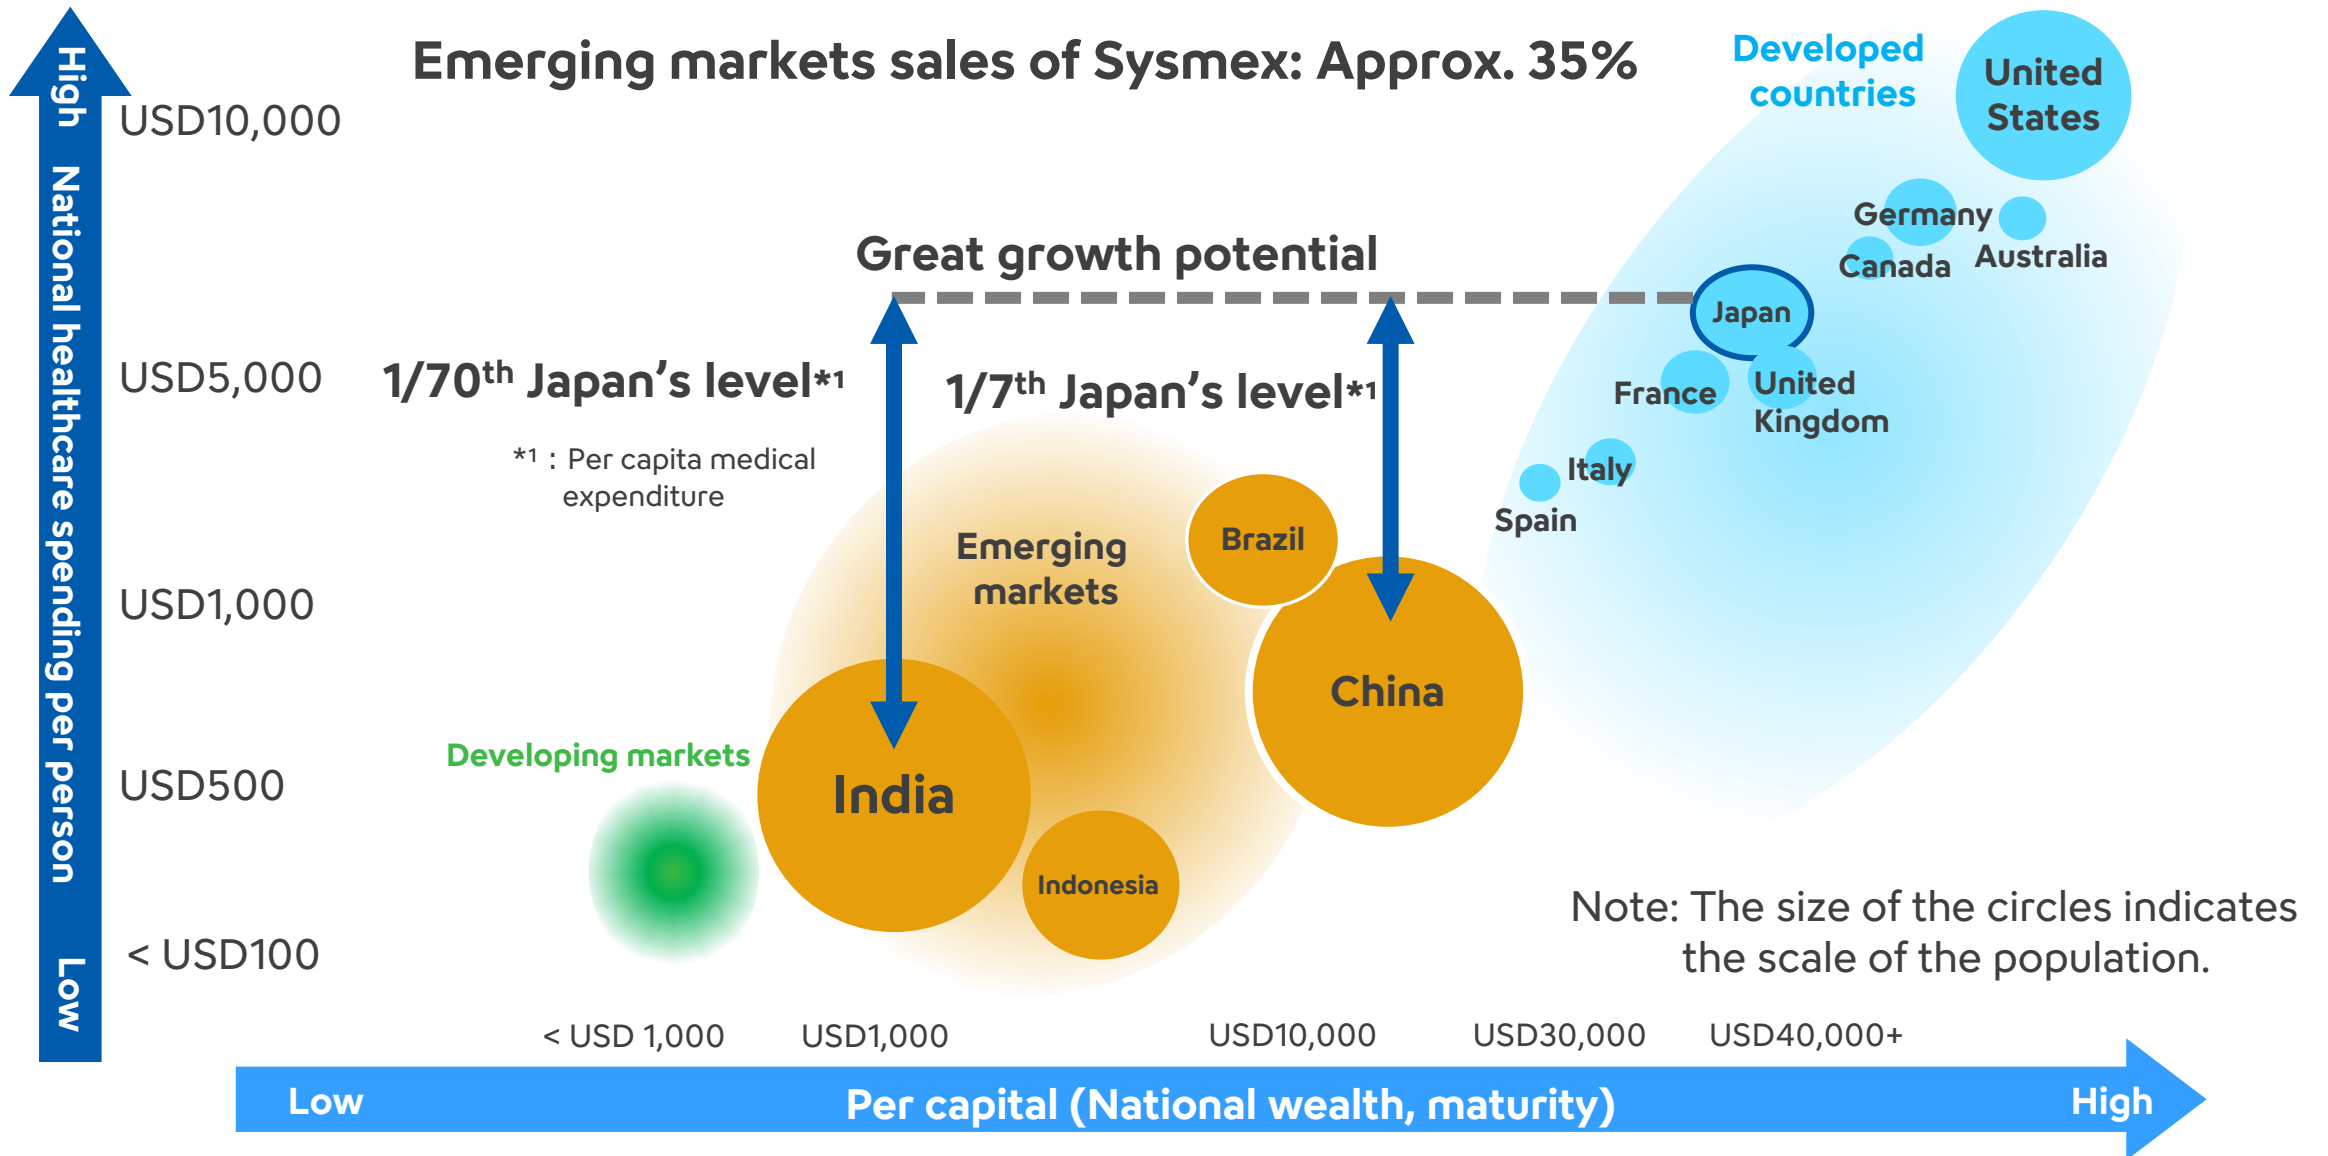 Emerging markets sales of Sysmex: Approx. 35%
High
National healthcare spending per person
Low
USD10,000
USD5,000
USD1,000
USD500
< USD100
Developed
countries
United
States
Germany
Australia
Canada
Japan
France
United
Kingdom
Italy
Spain
Great growth potential
1/70th Japan's level*1
1/7th Japan's level*1
*1 : Per capita medical
expenditure
Emerging
markets
Brazil
China
Developing markets
India
Indonesia
Note: The size of the circles indicates
the scale of the population.
< USD 1,000
USD1,000
USD10,000
USD30,000
USD40,000+
Low
Per capital (National wealth, maturity)
High